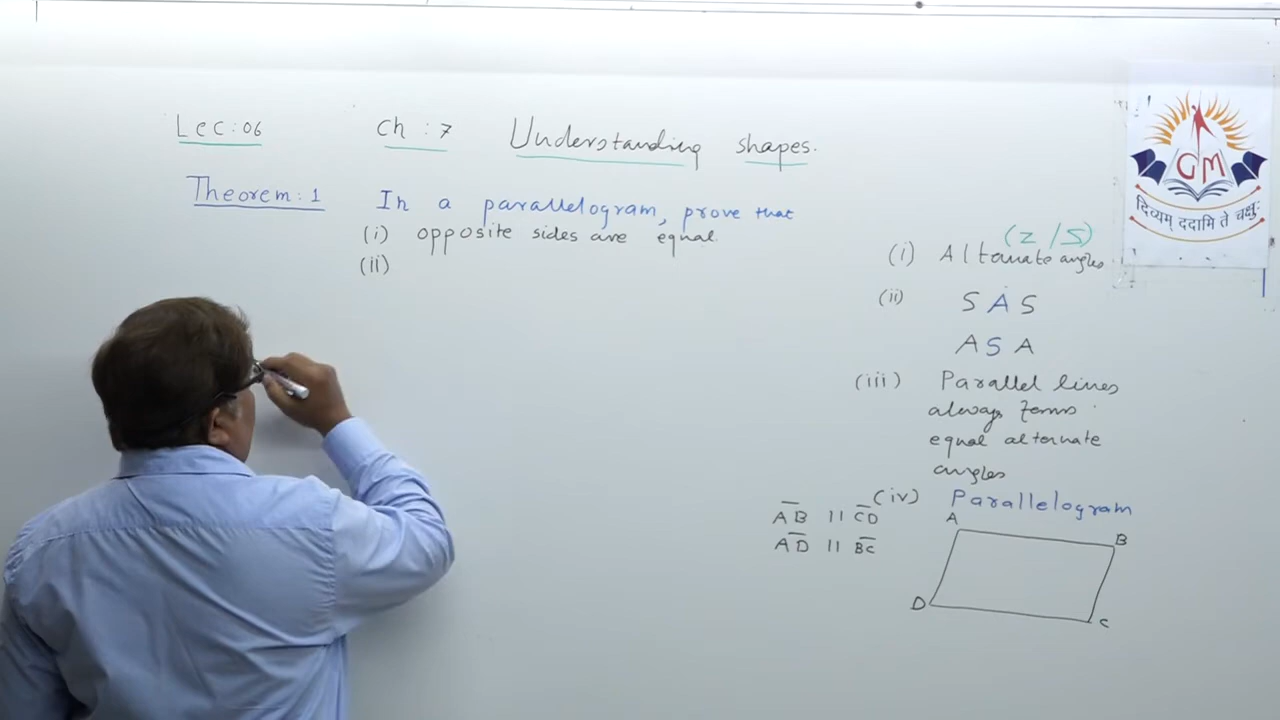 Lec:06 Ch:7 Understanding shapes.
Theorem:1 In a parallelogram, prove that
(i) opposite sides are equal.
(ii)
(Z/S)
(i) Alternate angles
(ii) SAS
ASA
(iii) Parallel lines
always forms
equal alternate
angles
(iv) Parallelogram
AB || CD
AD || BC
A
B
D
C
GM
दिव्यम् ददामि ते चक्षुः